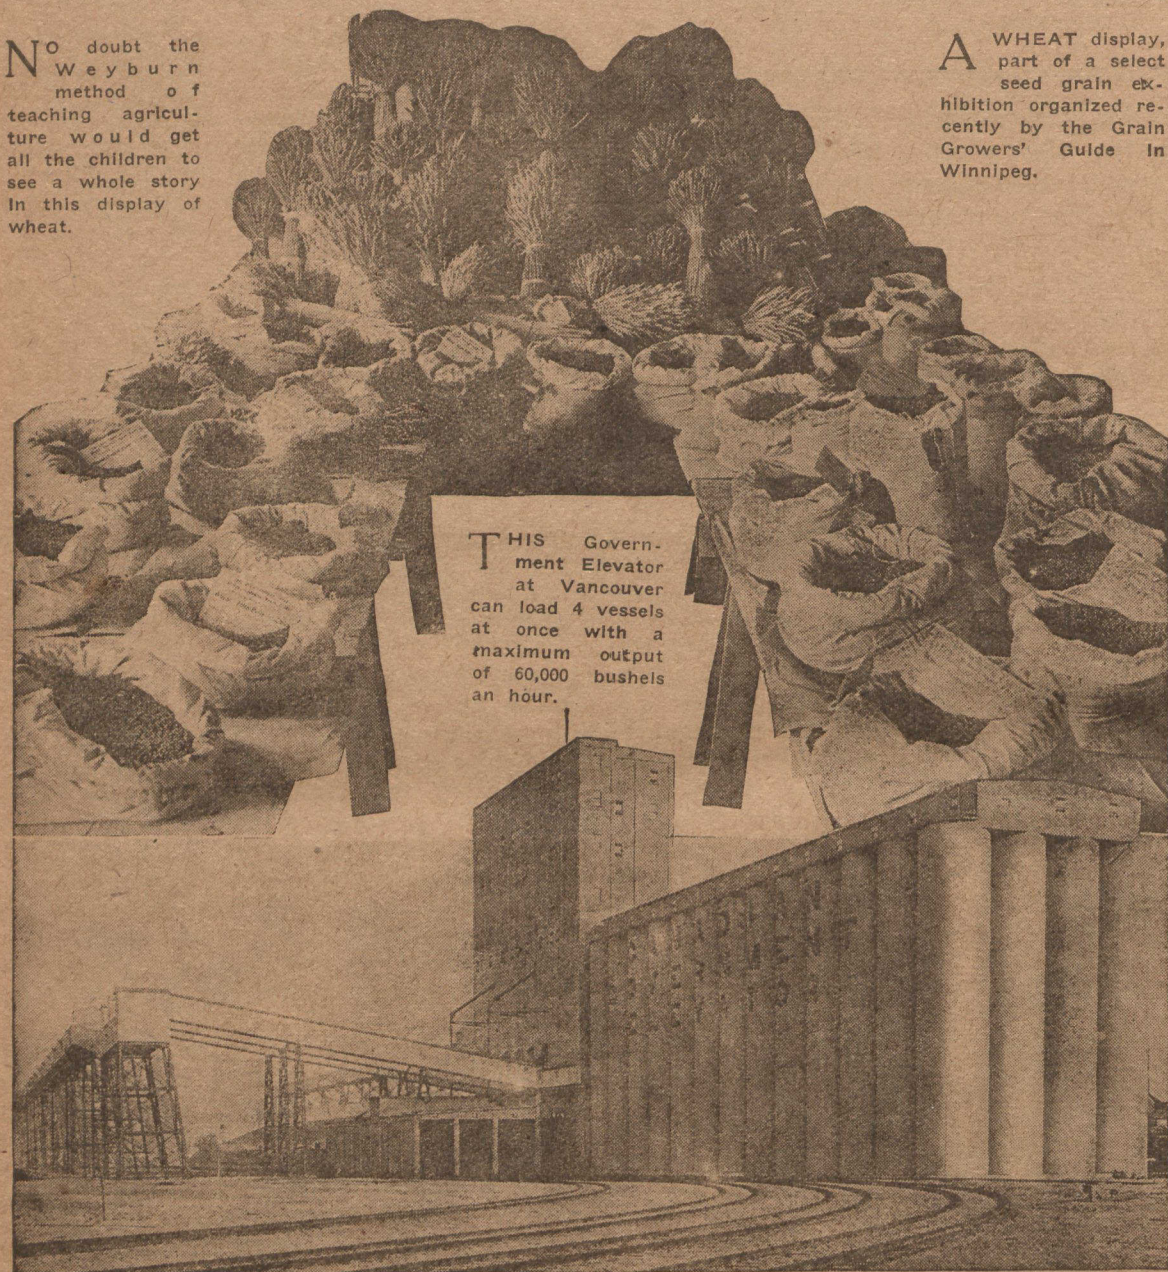 NO doubt the
Weyburn
method of
teaching agricul-
ture would get
all the children to
see a whole story
In this display of
wheat.
A WHEAT display,
part of a select
seed grain ex-
hibition organized re-
cently by the Grain
Growers' Guide In
Winnipeg.
THIS Govern-
ment Elevator
at Vancouver
can load 4 vessels
at once with a
maximum output
of 60,000 bushels
an hour.